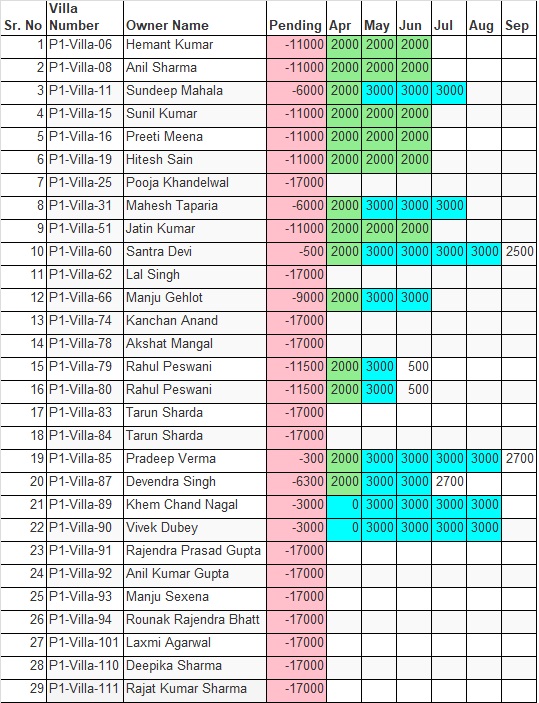 Sr. No Villa Number Owner Name Pending Apr May Jun Jul Aug Sep
1 P1-Villa-06 Hemant Kumar -11000 2000 2000 2000
2 P1-Villa-08 Anil Sharma -11000 2000 2000 2000
3 P1-Villa-11 Sundeep Mahala -6000 2000 3000 3000 3000
4 P1-Villa-15 Sunil Kumar -11000 2000 2000 2000
5 P1-Villa-16 Preeti Meena -11000 2000 2000 2000
6 P1-Villa-19 Hitesh Sain -11000 2000 2000 2000
7 P1-Villa-25 Pooja Khandelwal -17000
8 P1-Villa-31 Mahesh Taparia -6000 2000 3000 3000 3000
9 P1-Villa-51 Jatin Kumar -11000 2000 2000 2000
10 P1-Villa-60 Santra Devi -500 2000 3000 3000 3000 3000 2500
11 P1-Villa-62 Lal Singh -17000
12 P1-Villa-66 Manju Gehlot -9000 2000 3000 3000
13 P1-Villa-74 Kanchan Anand -17000
14 P1-Villa-78 Akshat Mangal -17000
15 P1-Villa-79 Rahul Peswani -11500 2000 3000 500
16 P1-Villa-80 Rahul Peswani -11500 2000 3000 500
17 P1-Villa-83 Tarun Sharda -17000
18 P1-Villa-84 Tarun Sharda -17000
19 P1-Villa-85 Pradeep Verma -300 2000 3000 3000 3000 3000 2700
20 P1-Villa-87 Devendra Singh -6300 2000 3000 3000 2700
21 P1-Villa-89 Khem Chand Nagal -3000 0 3000 3000 3000 3000
22 P1-Villa-90 Vivek Dubey -3000 0 3000 3000 3000 3000
23 P1-Villa-91 Rajendra Prasad Gupta -17000
24 P1-Villa-92 Anil Kumar Gupta -17000
25 P1-Villa-93 Manju Sexena -17000
26 P1-Villa-94 Rounak Rajendra Bhatt -17000
27 P1-Villa-101 Laxmi Agarwal -17000
28 P1-Villa-110 Deepika Sharma -17000
29 P1-Villa-111 Rajat Kumar Sharma -17000